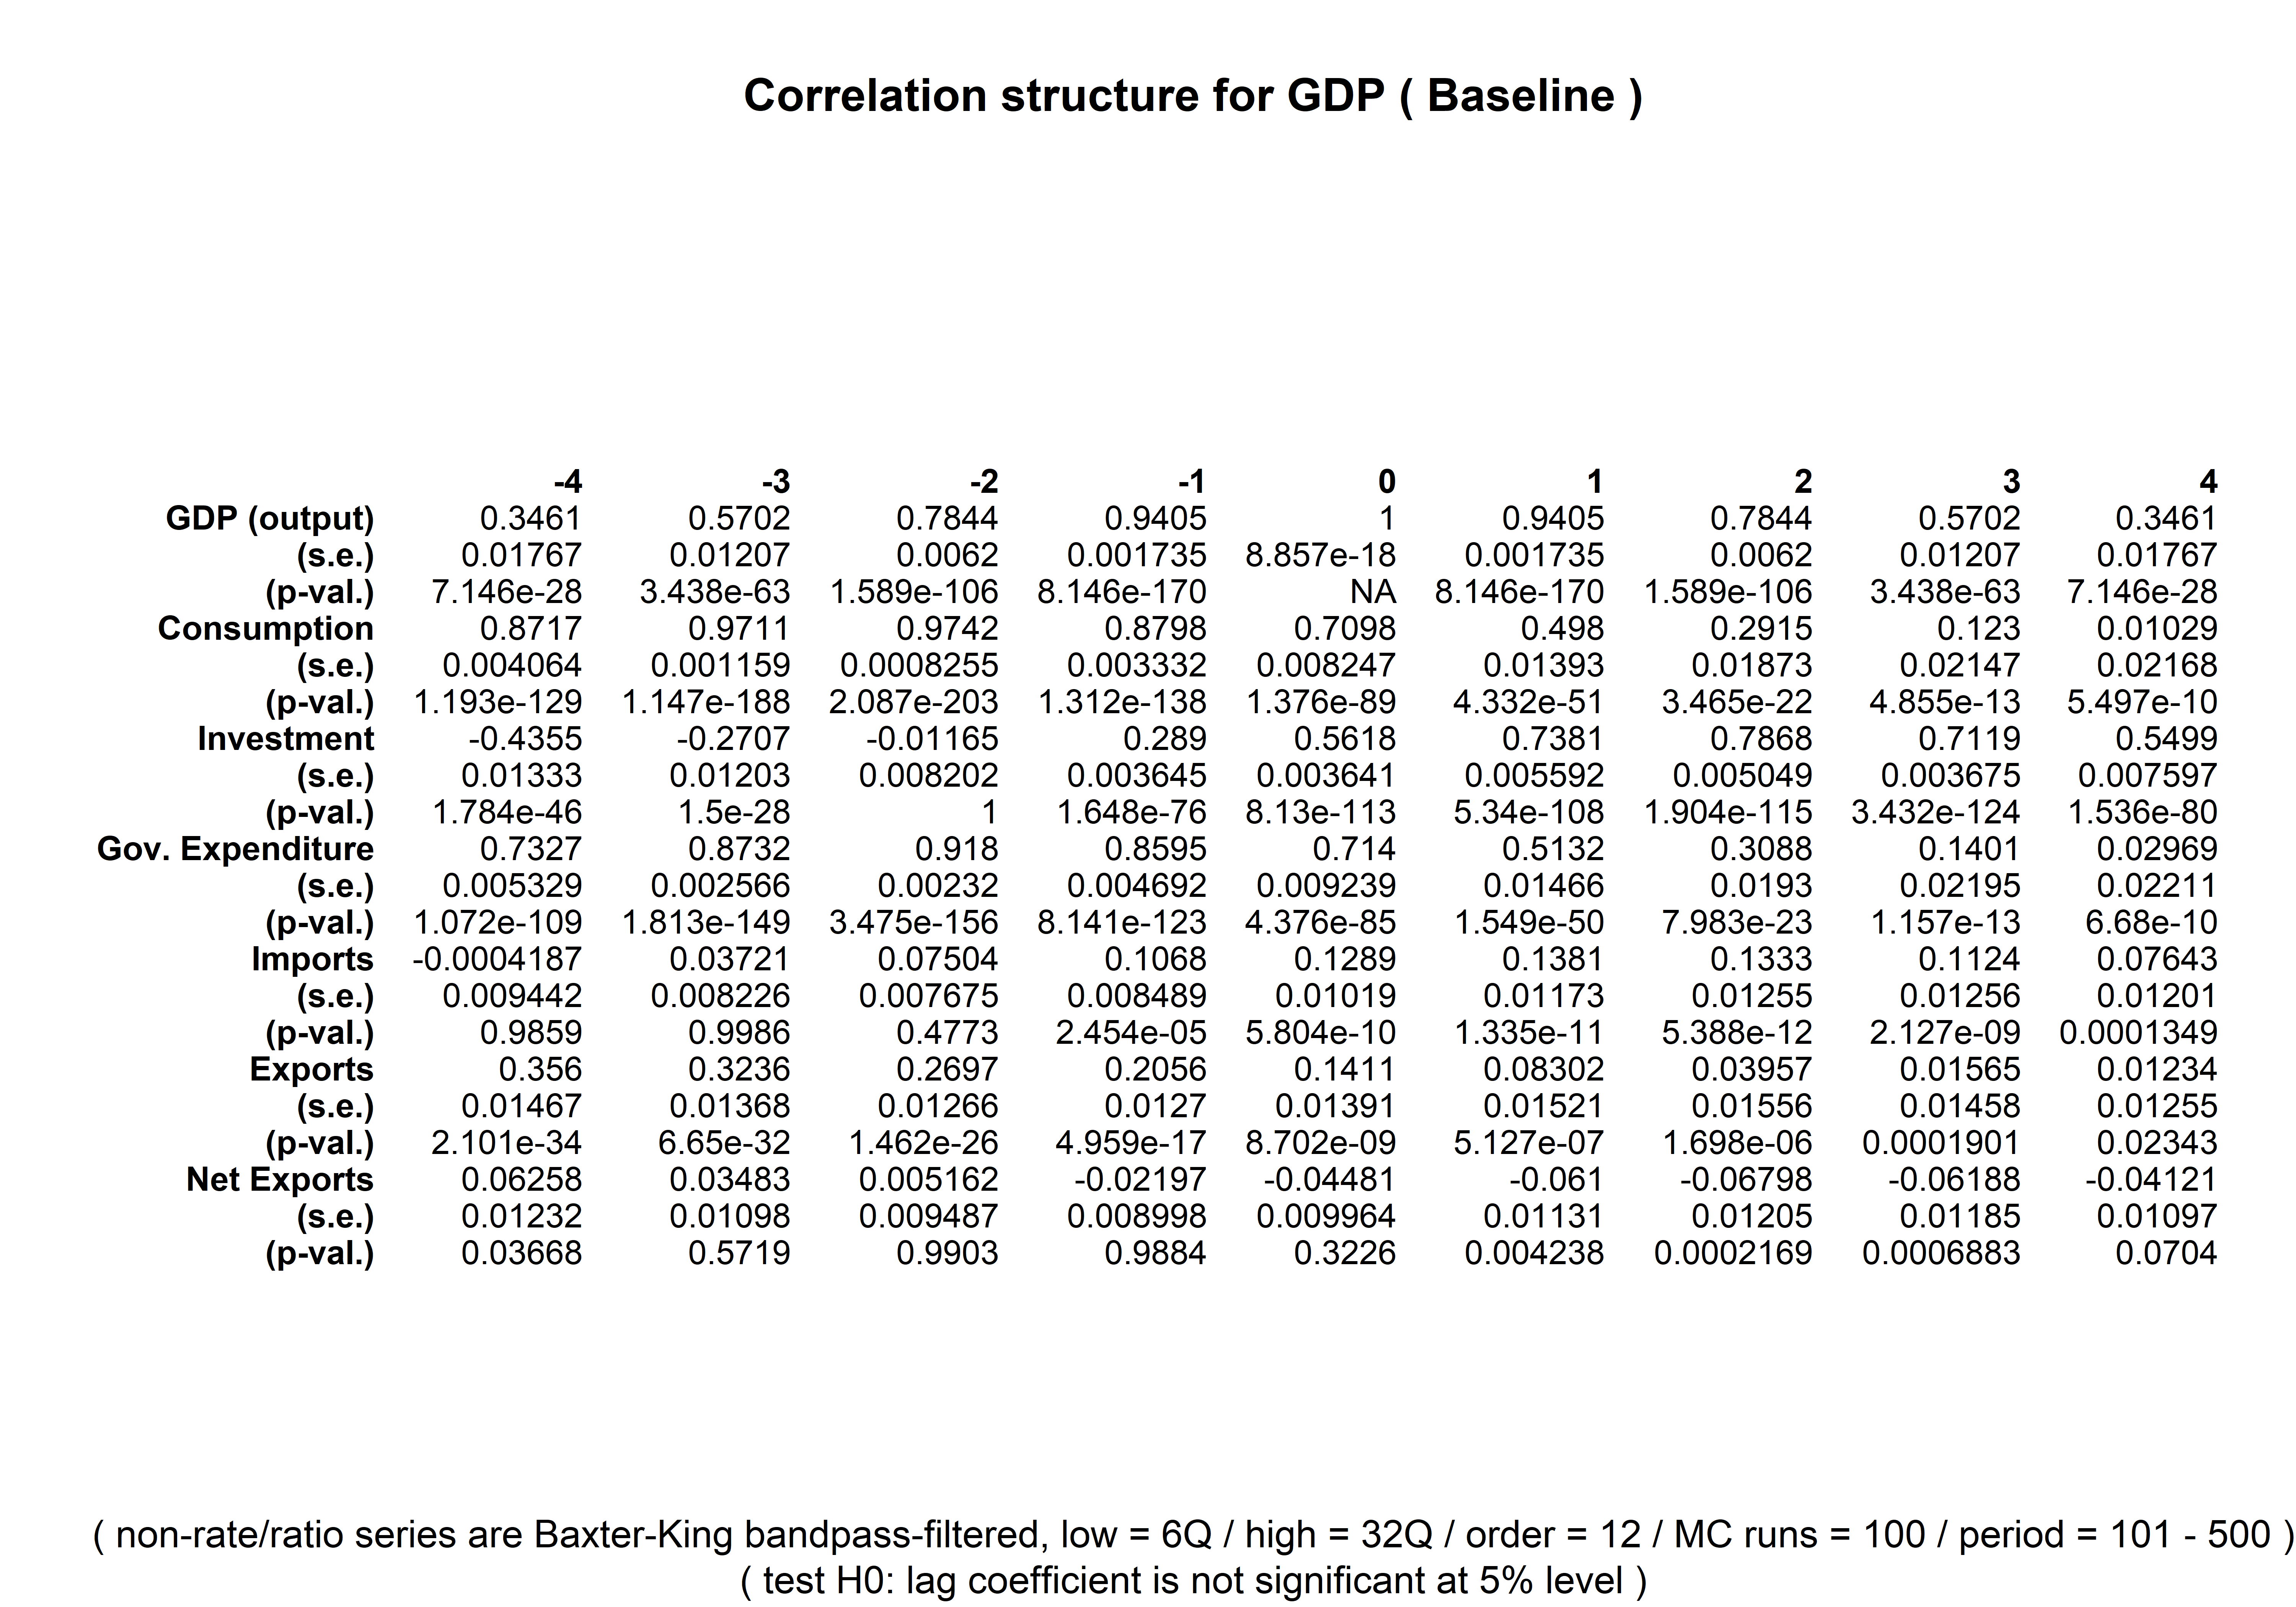 Correlation structure for GDP ( Baseline )
-4 -3 -2 -1 0 1 2 3 4
GDP (output) 0.3461 0.5702 0.7844 0.9405 1 0.9405 0.7844 0.5702 0.3461
(s.e.) 0.01767 0.01207 0.0062 0.001735 8.857e-18 0.001735 0.0062 0.01207 0.01767
(p-val.) 7.146e-28 3.438e-63 1.589e-106 8.146e-170 NA 8.146e-170 1.589e-106 3.438e-63 7.146e-28
Consumption 0.8717 0.9711 0.9742 0.8798 0.7098 0.498 0.2915 0.123 0.01029
(s.e.) 0.004064 0.001159 0.0008255 0.003332 0.008247 0.01393 0.01873 0.02147 0.02168
(p-val.) 1.193e-129 1.147e-188 2.087e-203 1.312e-138 1.376e-89 4.332e-51 3.465e-22 4.855e-13 5.497e-10
Investment -0.4355 -0.2707 -0.01165 0.289 0.5618 0.7381 0.7868 0.7119 0.5499
(s.e.) 0.01333 0.01203 0.008202 0.003645 0.003641 0.005592 0.005049 0.003675 0.007597
(p-val.) 1.784e-46 1.5e-28 1 1.648e-76 8.13e-113 5.34e-108 1.904e-115 3.432e-124 1.536e-80
Gov. Expenditure 0.7327 0.8732 0.918 0.8595 0.714 0.5132 0.3088 0.1401 0.02969
(s.e.) 0.005329 0.002566 0.00232 0.004692 0.009239 0.01466 0.0193 0.02195 0.02211
(p-val.) 1.072e-109 1.813e-149 3.475e-156 8.141e-123 4.376e-85 1.549e-50 7.983e-23 1.157e-13 6.68e-10
Imports -0.0004187 0.03721 0.07504 0.1068 0.1289 0.1381 0.1333 0.1124 0.07643
(s.e.) 0.009442 0.008226 0.007675 0.008489 0.01019 0.01173 0.01255 0.01256 0.01201
(p-val.) 0.9859 0.9986 0.4773 2.454e-05 5.804e-10 1.335e-11 5.388e-12 2.127e-09 0.0001349
Exports 0.356 0.3236 0.2697 0.2056 0.1411 0.08302 0.03957 0.01565 0.01234
(s.e.) 0.01467 0.01368 0.01266 0.0127 0.01391 0.01521 0.01556 0.01458 0.01255
(p-val.) 2.101e-34 6.65e-32 1.462e-26 4.959e-17 8.702e-09 5.127e-07 1.698e-06 0.0001901 0.02343
Net Exports 0.06258 0.03483 0.005162 -0.02197 -0.04481 -0.061 -0.06798 -0.06188 -0.04121
(s.e.) 0.01232 0.01098 0.009487 0.008998 0.009964 0.01131 0.01205 0.01185 0.01097
(p-val.) 0.03668 0.5719 0.9903 0.9884 0.3226 0.004238 0.0002169 0.0006883 0.0704
( non-rate/ratio series are Baxter-King bandpass-filtered, low = 6Q / high = 32Q / order = 12 / MC runs = 100 / period = 101 - 500 )
( test H0: lag coefficient is not significant at 5% level )